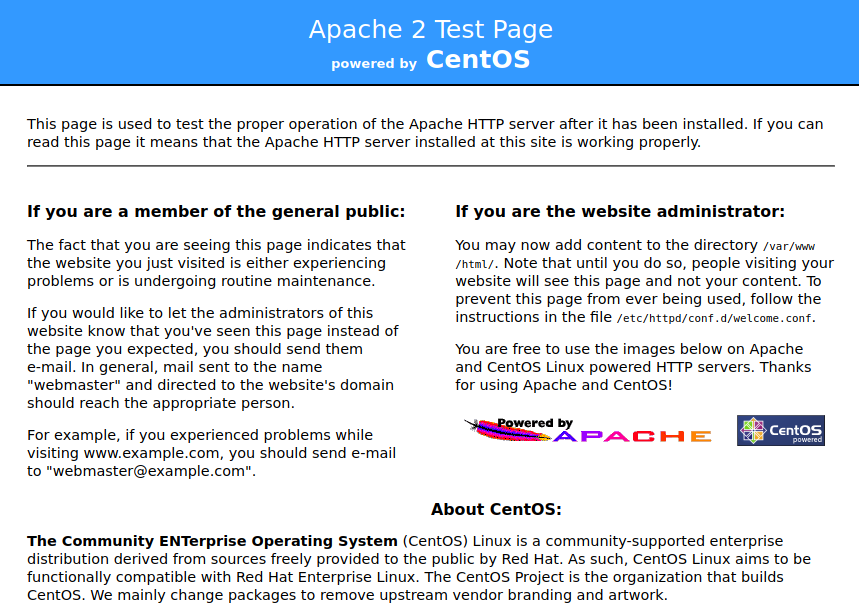 Apache 2 Test Page
powered by CentOS
This page is used to test the proper operation of the Apache HTTP server after it has been installed. If you can
read this page it means that the Apache HTTP server installed at this site is working properly.
If you are a member of the general public:
The fact that you are seeing this page indicates that
the website you just visited is either experiencing
problems or is undergoing routine maintenance.
If you would like to let the administrators of this
website know that you've seen this page instead of
the page you expected, you should send them
e-mail. In general, mail sent to the name
"webmaster" and directed to the website's domain
should reach the appropriate person.
For example, if you experienced problems while
visiting www.example.com, you should send e-mail
to "webmaster@example.com".
If you are the website administrator:
You may now add content to the directory /var/www
/html/. Note that until you do so, people visiting your
website will see this page and not your content. To
prevent this page from ever being used, follow the
instructions in the file /etc/httpd/conf.d/welcome.conf.
You are free to use the images below on Apache
and CentOS Linux powered HTTP servers. Thanks
for using Apache and CentOS!
Powered by
APACHE
CentOS
powered
About CentOS:
The Community ENTerprise Operating System (CentOS) Linux is a community-supported enterprise
distribution derived from sources freely provided to the public by Red Hat. As such, CentOS Linux aims to be
functionally compatible with Red Hat Enterprise Linux. The CentOS Project is the organization that builds
CentOS. We mainly change packages to remove upstream vendor branding and artwork.